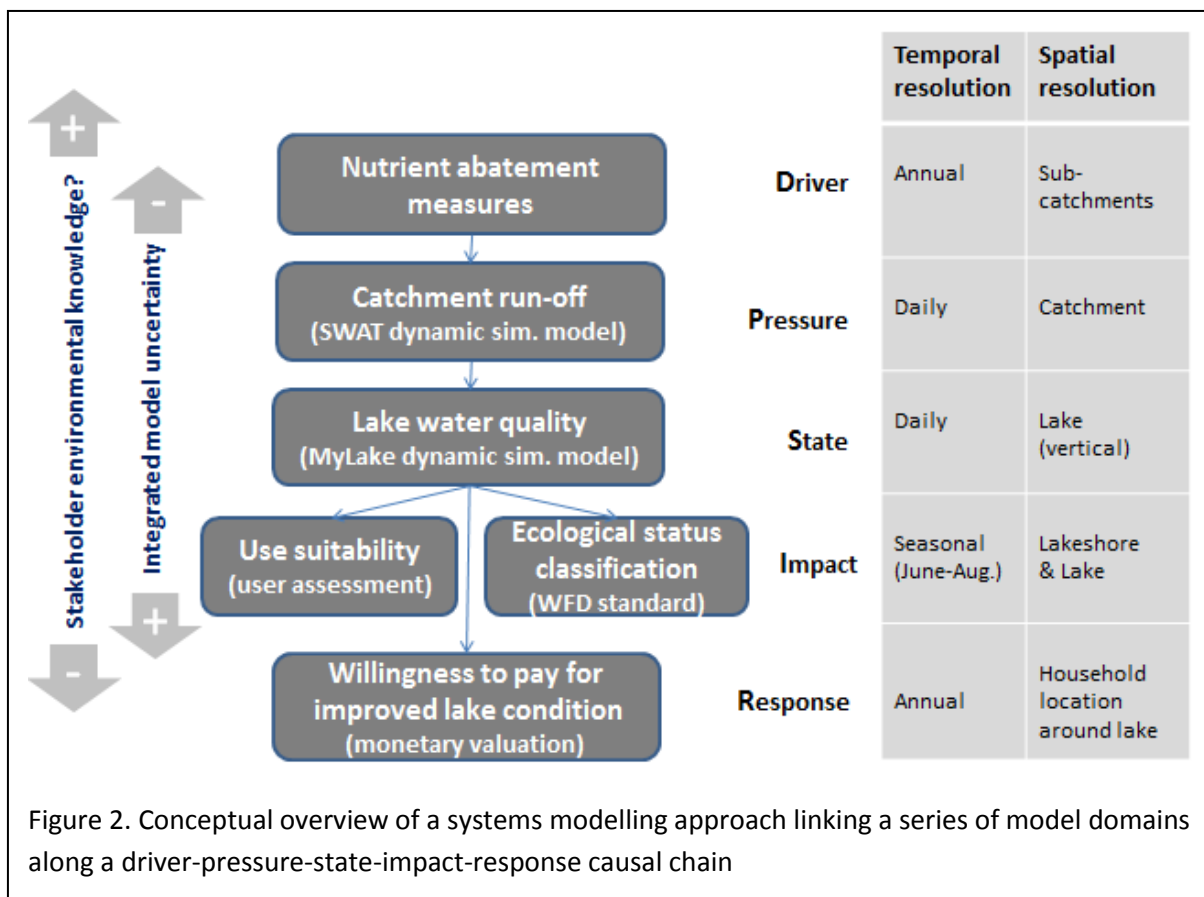 Temporal resolution
Spatial resolution
+
Stakeholder environmental knowledge?
-
-
Integrated model uncertainty
+
Nutrient abatement
measures
Driver
Annual
Sub-
catchments
Catchment run-off
(SWAT dynamic sim. model)
Pressure
Daily
Catchment
Lake water quality
(MyLake dynamic sim. model)
State
Daily
Lake
(vertical)
Use suitability
(user assessment)
Ecological status
classification
(WFD standard)
Impact
Seasonal
(June-Aug.)
Lakeshore
& Lake
Willingness to pay for
improved lake condition
(monetary valuation)
Response
Annual
Household
location
around lake
Figure 2. Conceptual overview of a systems modelling approach linking a series of model domains
along a driver-pressure-state-impact-response causal chain